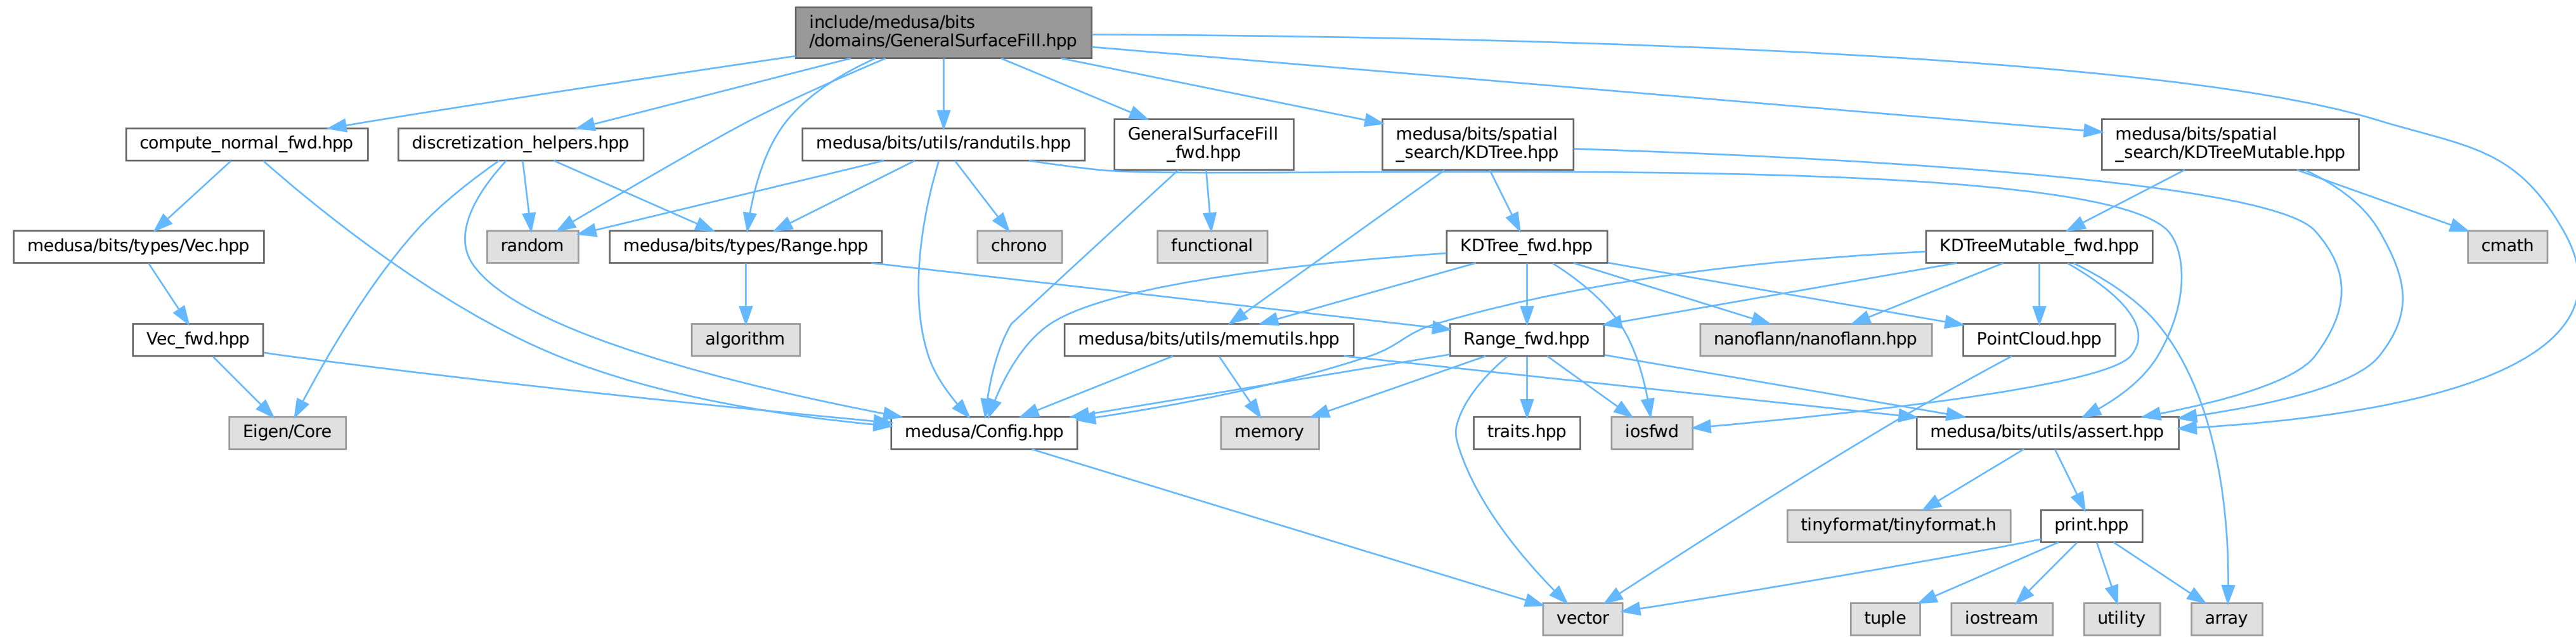 include/medusa/bits
/domains/GeneralSurfaceFill.hpp
compute_normal_fwd.hpp
discretization_helpers.hpp
medusa/bits/utils/randutils.hpp
GeneralSurfaceFill
_fwd.hpp
medusa/bits/spatial
_search/KDTree.hpp
medusa/bits/spatial
_search/KDTreeMutable.hpp
medusa/bits/types/Vec.hpp
random
medusa/bits/types/Range.hpp
chrono
functional
KDTree_fwd.hpp
KDTreeMutable_fwd.hpp
cmath
Vec_fwd.hpp
algorithm
medusa/bits/utils/memutils.hpp
Range_fwd.hpp
nanoflann/nanoflann.hpp
PointCloud.hpp
Eigen/Core
medusa/Config.hpp
memory
traits.hpp
iosfwd
medusa/bits/utils/assert.hpp
tinyformat/tinyformat.h
print.hpp
vector
tuple
iostream
utility
array